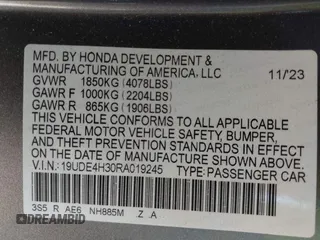 MFD. BY HONDA DEVELOPMENT &
MANUFACTURING OF AMERICA, LLC
GVWR 1850KG (4078LBS) 11/23
GAWR F 1000KG (2204LBS)
GAWR R 865KG (1906LBS)
THIS VEHICLE CONFORMS TO ALL APPLICABLE
FEDERAL MOTOR VEHICLE SAFETY, BUMPER,
AND THEFT PREVENTION STANDARDS IN EFFECT
ON THE DATE OF MANUFACTURE SHOWN ABOVE.
VIN: 19UDE4H30RA019245 TYPE: PASSENGER CAR
3S5 R AE6 NH885M Z .A
DREAMBID